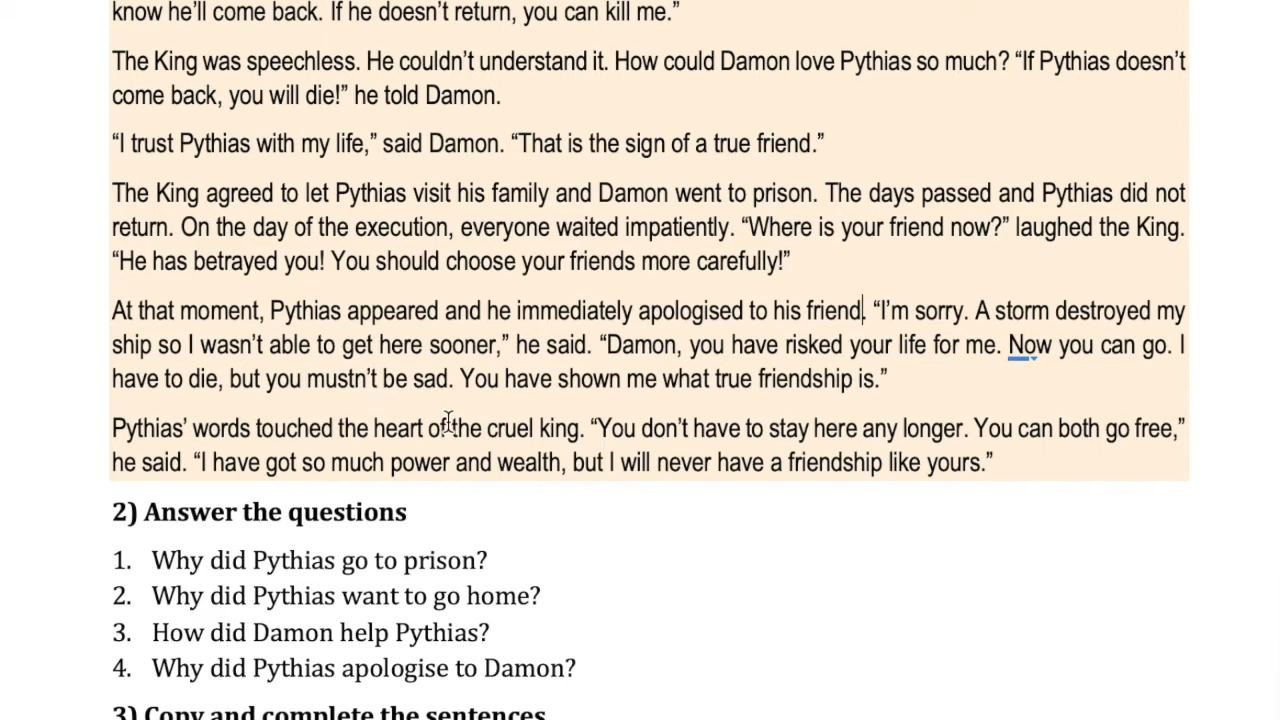 know he’ll come back. If he doesn’t return, you can kill me.”
The King was speechless. He couldn’t understand it. How could Damon love Pythias so much? “If Pythias doesn’t
come back, you will die!” he told Damon.
“I trust Pythias with my life,” said Damon. “That is the sign of a true friend.”
The King agreed to let Pythias visit his family and Damon went to prison. The days passed and Pythias did not
return. On the day of the execution, everyone waited impatiently. “Where is your friend now?” laughed the King.
“He has betrayed you! You should choose your friends more carefully!”
At that moment, Pythias appeared and he immediately apologised to his friend. “I’m sorry. A storm destroyed my
ship so I wasn’t able to get here sooner,” he said. “Damon, you have risked your life for me. Now you can go. I
have to die, but you mustn’t be sad. You have shown me what true friendship is.”
Pythias’ words touched the heart of the cruel king. “You don’t have to stay here any longer. You can both go free,”
he said. “I have got so much power and wealth, but I will never have a friendship like yours.”
2) Answer the questions
1. Why did Pythias go to prison?
2. Why did Pythias want to go home?
3. How did Damon help Pythias?
4. Why did Pythias apologise to Damon?
3) Copy and complete the sentences